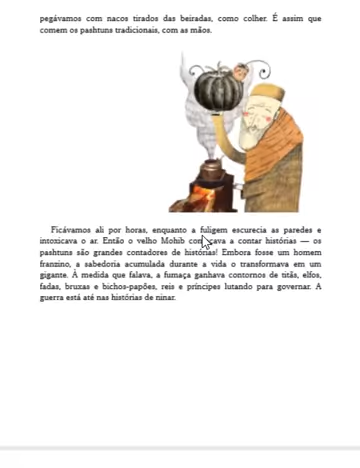 pegávamos com nacos tirados das beiradas, como colher. É assim que
comem os pashtuns tradicionais, com as mãos.
Ficávamos ali por horas, enquanto a fuligem escurecia as paredes e
intoxicava o ar. Então o velho Mohib começava a contar histórias — os
pashtuns são grandes contadores de histórias! Embora fosse um homem
franzino, a sabedoria acumulada durante a vida o transformava em um
gigante. À medida que falava, a fumaça ganhava contornos de titãs, elfos,
fadas, bruxas e bichos-papões, reis e príncipes lutando para governar. A
guerra está até nas histórias de ninar.